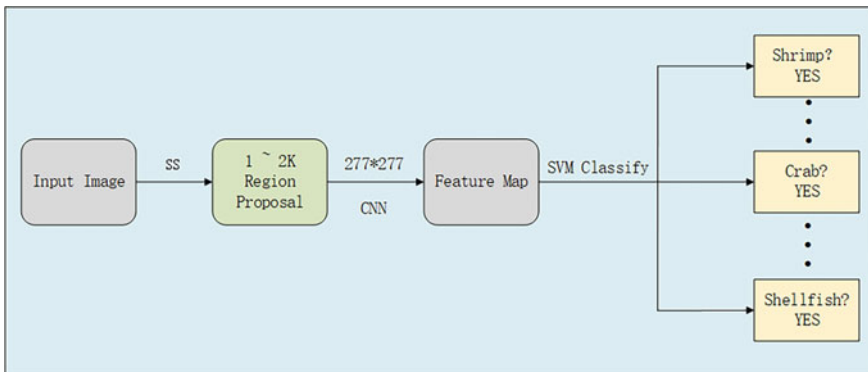 Input Image
SS
1 ~ 2K
Region
Proposal
277*277
CNN
Feature Map
SVM Classify
Shrimp?
YES
Crab?
YES
Shellfish?
YES